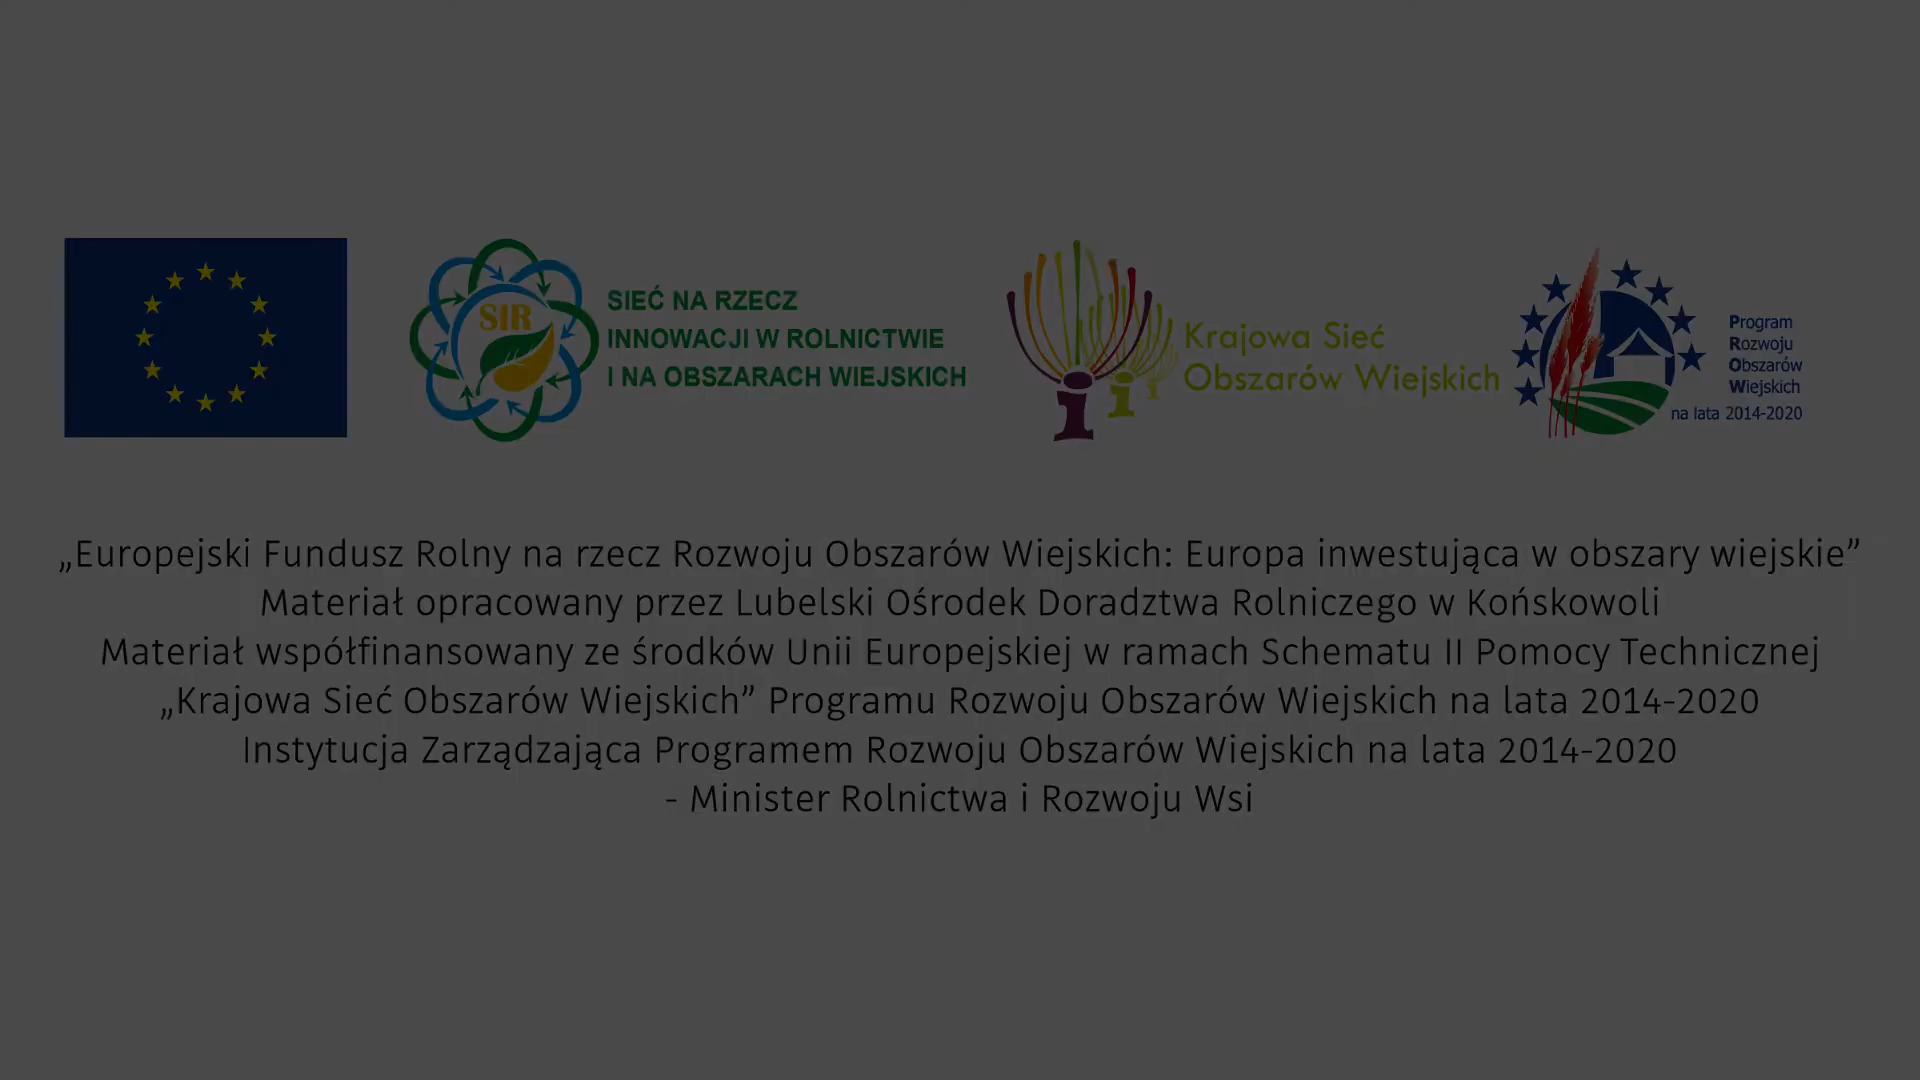 SIR
SIEĆ NA RZECZ
INNOWACJI W ROLNICTWIE
I NA OBSZARACH WIEJSKICH
Krajowa Sieć
Obszarów Wiejskich
Program
Rozwoju
Obszarów
Wiejskich
na lata 2014-2020
„Europejski Fundusz Rolny na rzecz Rozwoju Obszarów Wiejskich: Europa inwestująca w obszary wiejskie”
Materiał opracowany przez Lubelski Ośrodek Doradztwa Rolniczego w Końskowoli
Materiał współfinansowany ze środków Unii Europejskiej w ramach Schematu II Pomocy Technicznej
„Krajowa Sieć Obszarów Wiejskich” Programu Rozwoju Obszarów Wiejskich na lata 2014-2020
Instytucja Zarządzająca Programem Rozwoju Obszarów Wiejskich na lata 2014-2020
- Minister Rolnictwa i Rozwoju Wsi